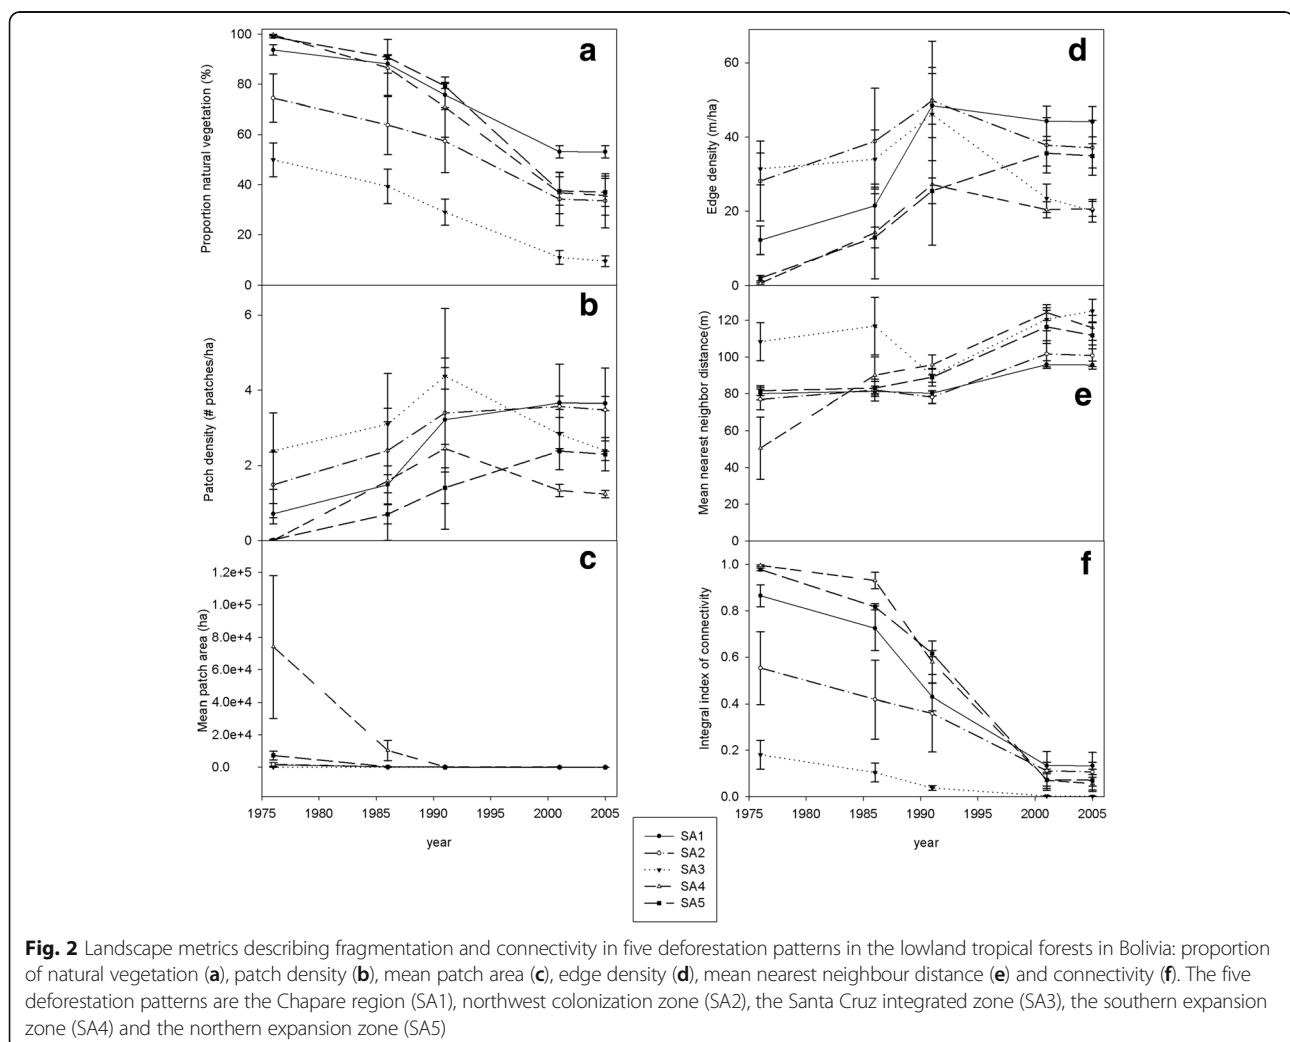 a
100
80
60
40
20
0
Proportion natural vegetation (%)
b
6
4
2
0
Patch density (# patches/ha)
c
1.2e+5
1.0e+5
8.0e+4
6.0e+4
4.0e+4
2.0e+4
0.0
Mean patch area (ha)
1975 1980 1985 1990 1995 2000 2005
year
d
60
40
20
0
Edge density (m/ha)
e
120
100
80
60
40
20
0
Mean nearest neighbor distance(m)
f
1.0
0.8
0.6
0.4
0.2
0.0
Integral index of connectivity
1975 1980 1985 1990 1995 2000 2005
year
SA1
SA2
SA3
SA4
SA5
Fig. 2 Landscape metrics describing fragmentation and connectivity in five deforestation patterns in the lowland tropical forests in Bolivia: proportion
of natural vegetation (a), patch density (b), mean patch area (c), edge density (d), mean nearest neighbour distance (e) and connectivity (f). The five
deforestation patterns are the Chapare region (SA1), northwest colonization zone (SA2), the Santa Cruz integrated zone (SA3), the southern expansion
zone (SA4) and the northern expansion zone (SA5)